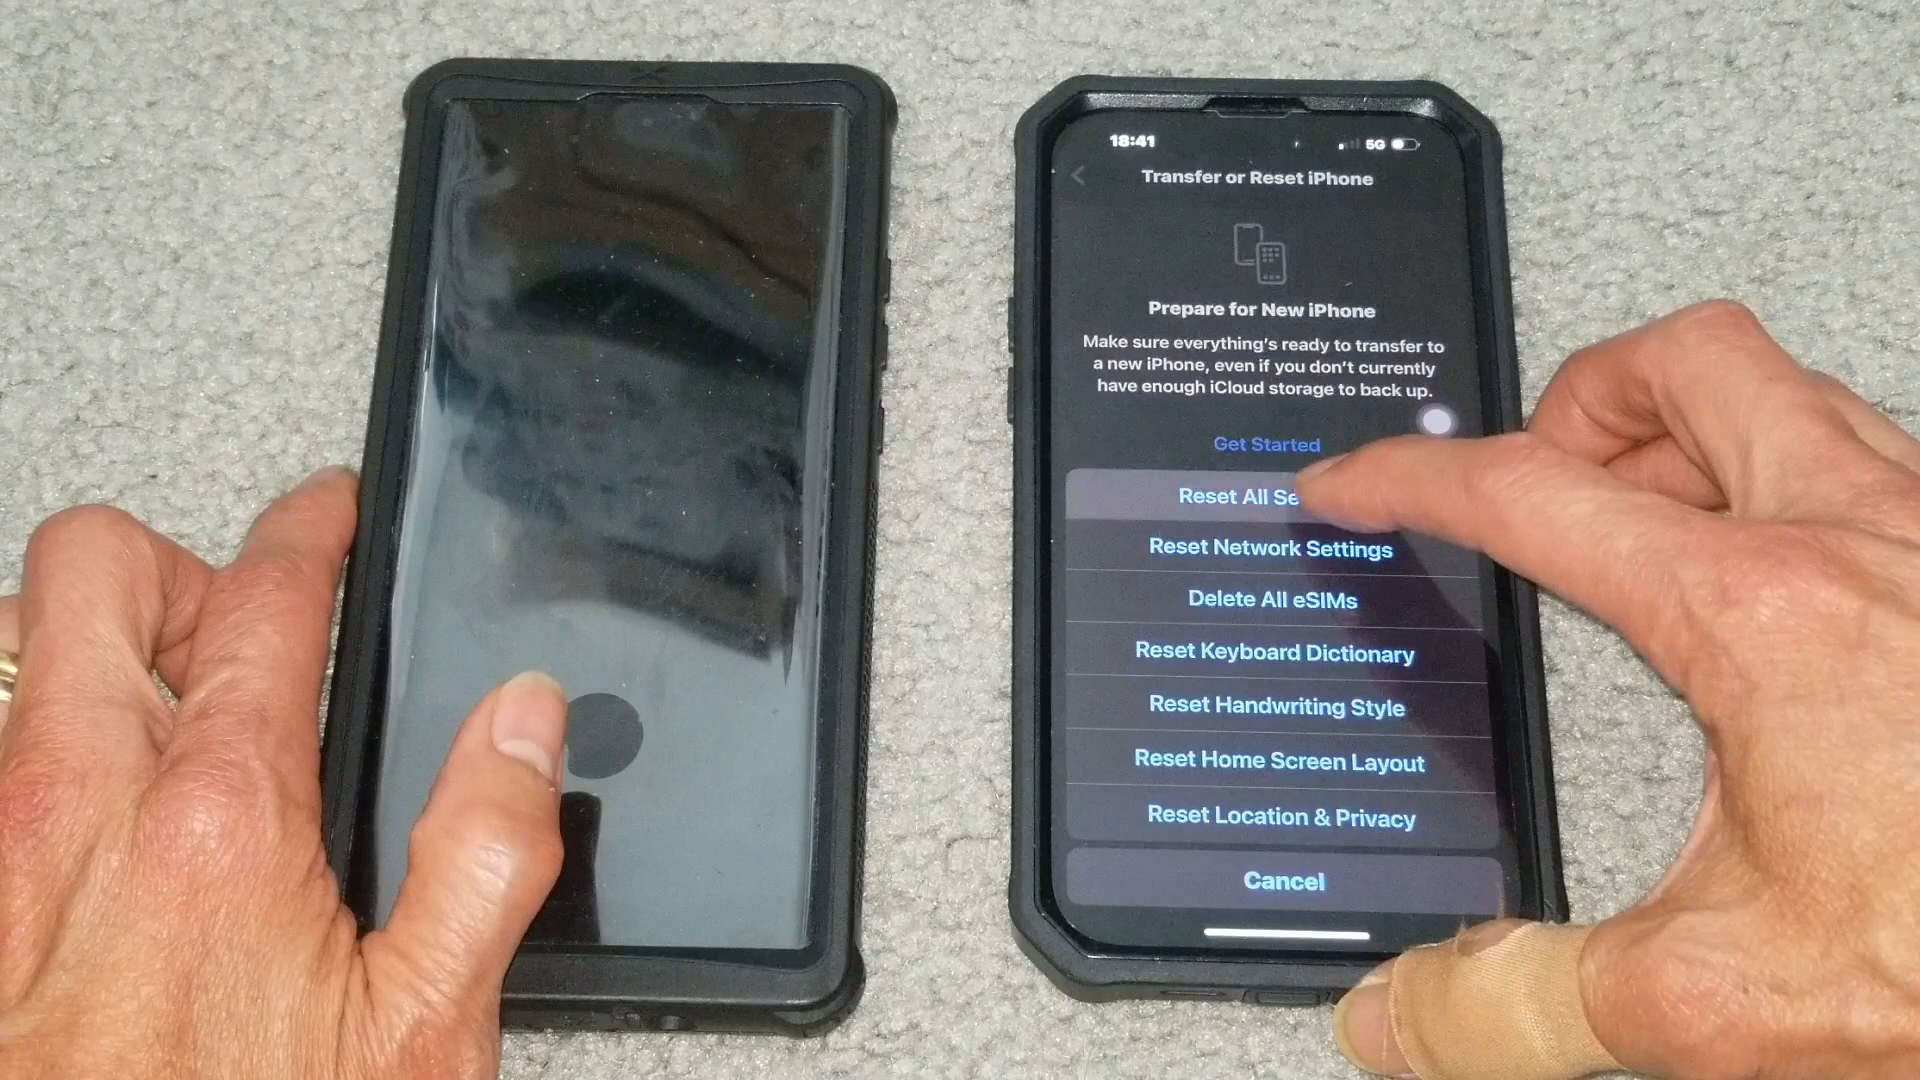 18:41
5G
Transfer or Reset iPhone
Prepare for New iPhone
Make sure everything's ready to transfer to
a new iPhone, even if you don't currently
have enough iCloud storage to back up.
Get Started
Reset All Se
Reset Network Settings
Delete All eSIMs
Reset Keyboard Dictionary
Reset Handwriting Style
Reset Home Screen Layout
Reset Location & Privacy
Cancel